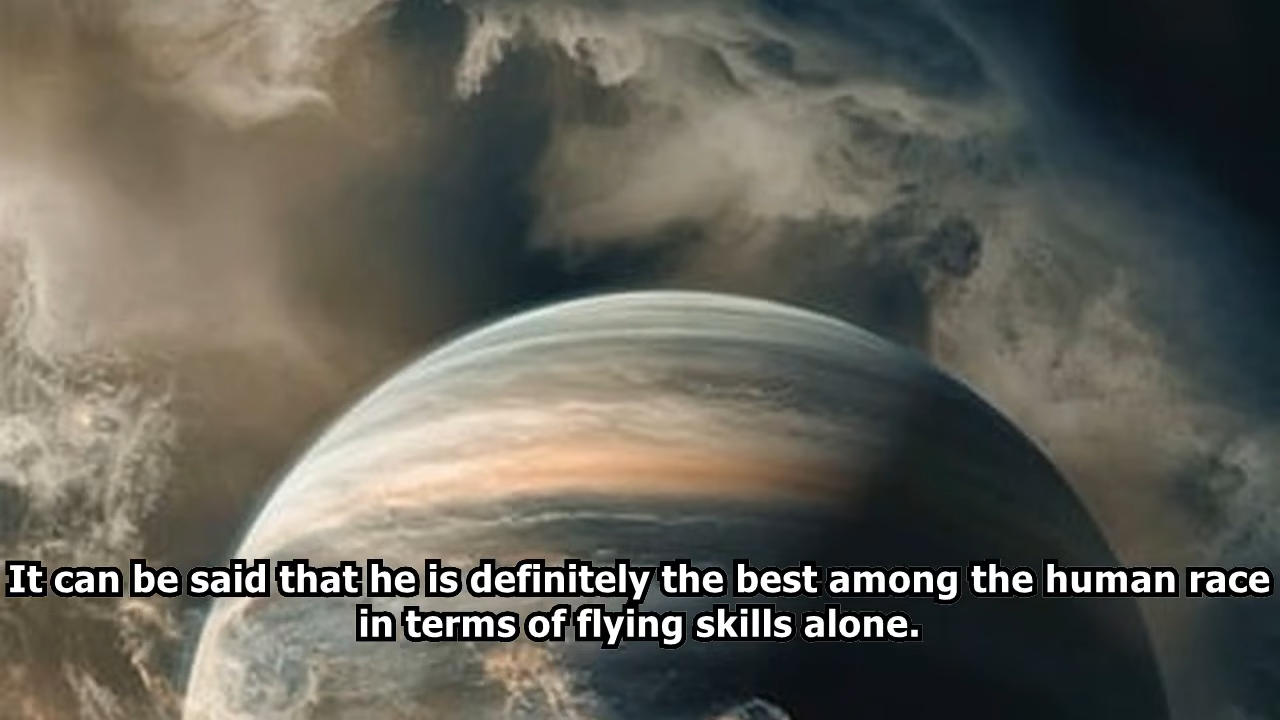 It can be said that he is definitely the best among the human race
in terms of flying skills alone.